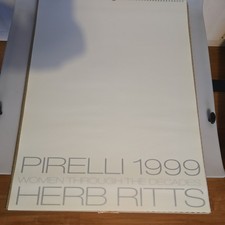 PIRELLI 1999
WOMEN THROUGH THE DECADES
HERB RITTS